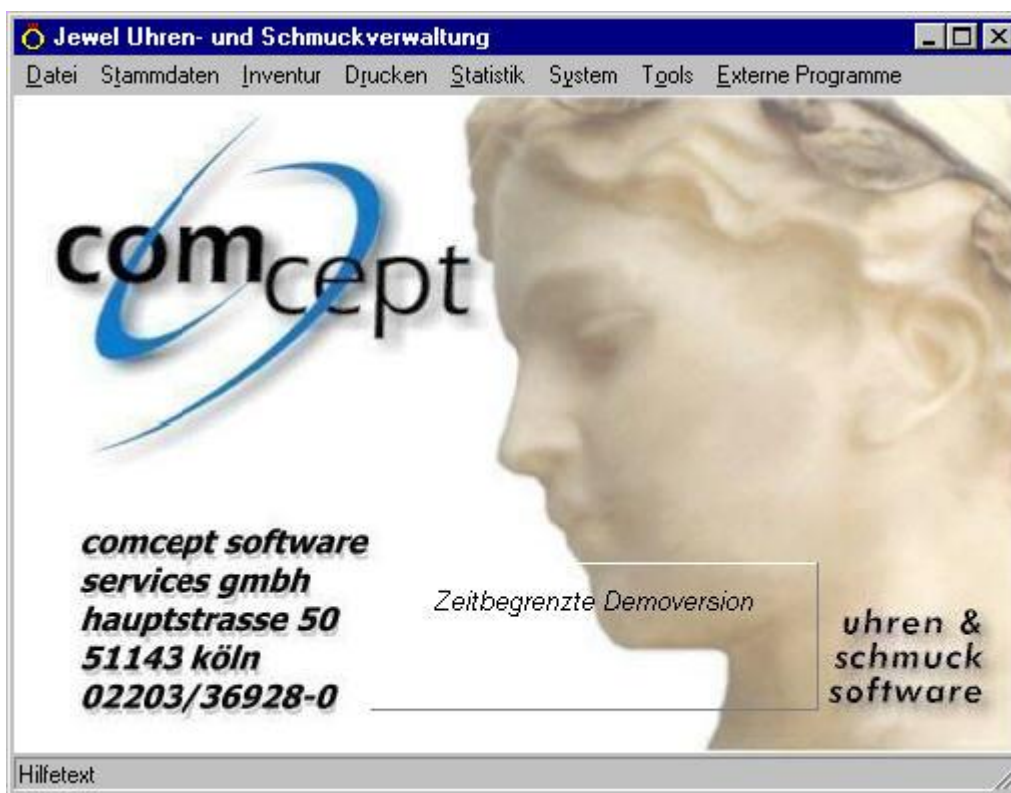 Jewel Uhren- und Schmuckverwaltung
Datei Stammdaten Inventur Drucken Statistik System Tools Externe Programme
comcept
comcept software
services gmbh
hauptstrasse 50
51143 köln
02203/36928-0
Zeitbegrenzte Demoversion
uhren &
schmuck
software
Hilfetext